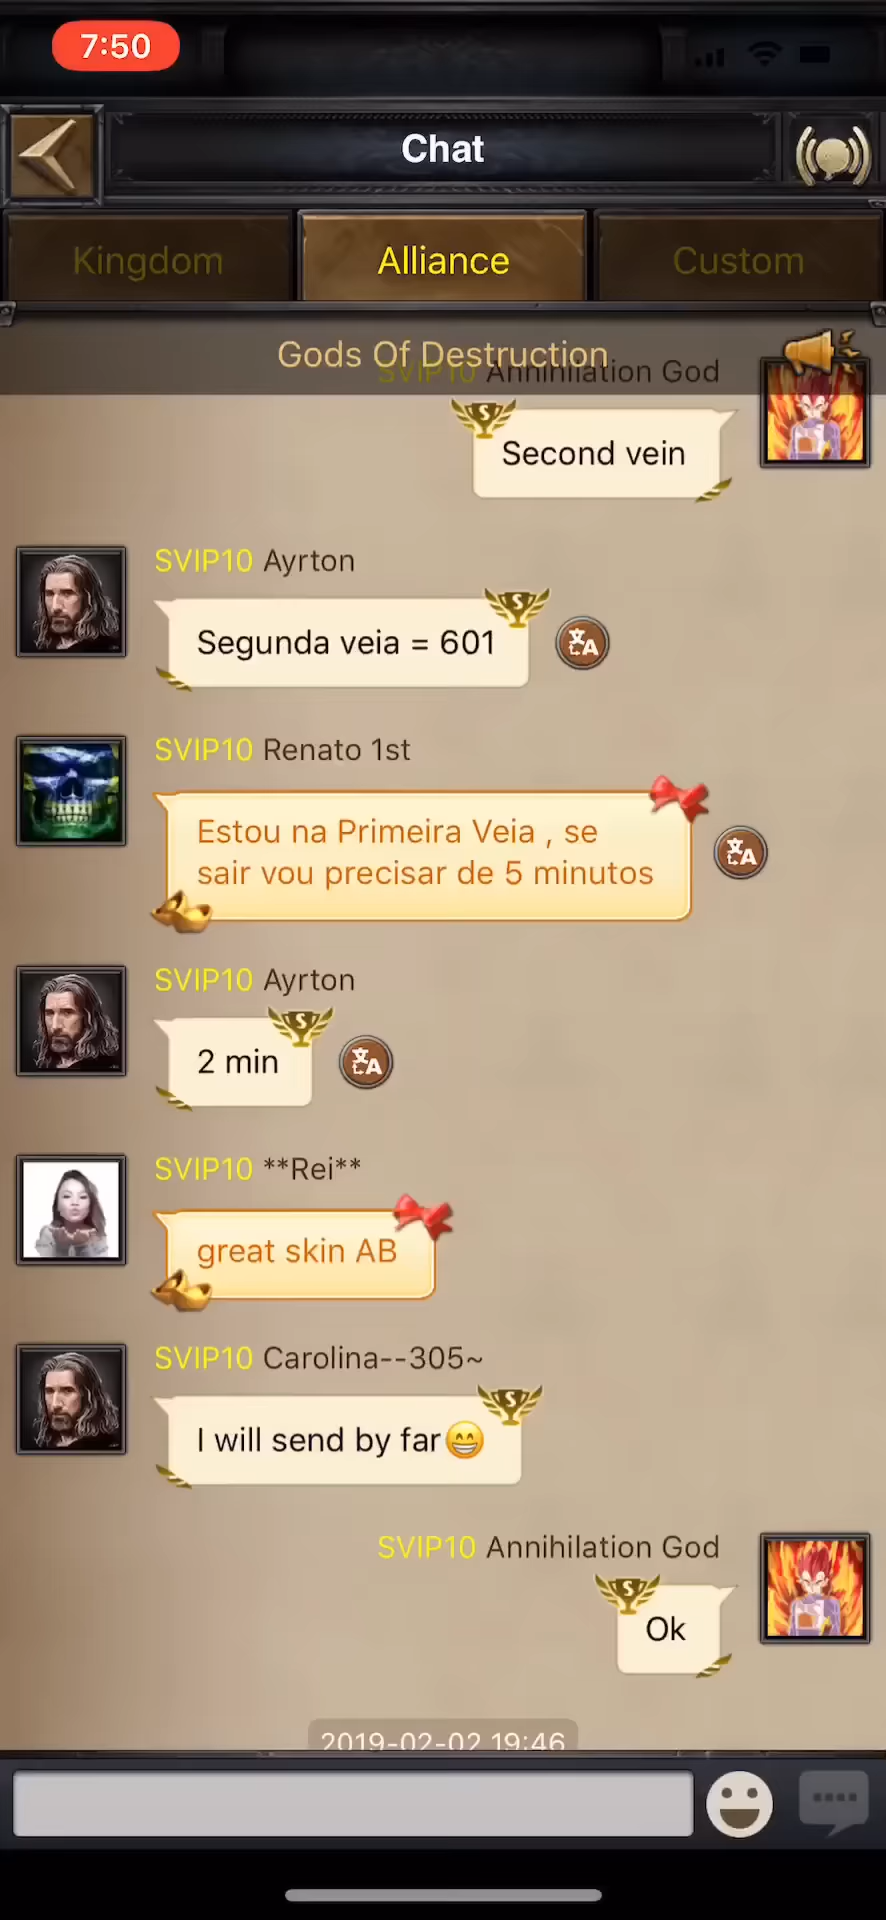 7:50
Chat
Kingdom
Alliance
Custom
Gods Of Destruction
SVIP10 Annihilation God
Second vein
SVIP10 Ayrton
Segunda veia = 601
SVIP10 Renato 1st
Estou na Primeira Veia , se
sair vou precisar de 5 minutos
SVIP10 Ayrton
2 min
SVIP10 **Rei**
great skin AB
SVIP10 Carolina--305~
I will send by far😁
SVIP10 Annihilation God
Ok
2019-02-02 19:46